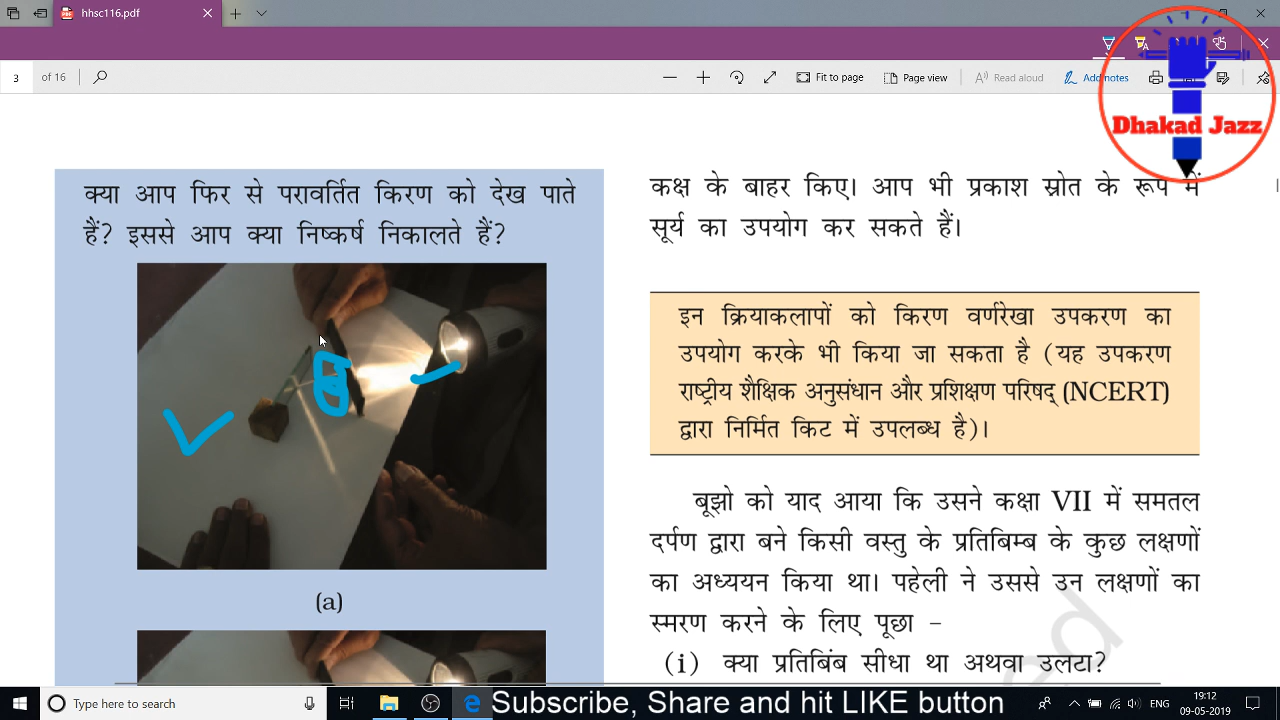 hhsc16.pdf
3 of 16
Fit to page
Page view
Read aloud
Add notes
Dhakad Jazz
क्या आप फिर से परावर्तित किरण को देख पाते
हैं? इससे आप क्या निष्कर्ष निकालते हैं?
(a)
कक्ष के बाहर किए। आप भी प्रकाश स्रोत के रूप में
सूर्य का उपयोग कर सकते हैं।
इन क्रियाकलापों को किरण वर्णरेखा उपकरण का
उपयोग करके भी किया जा सकता है (यह उपकरण
राष्ट्रीय शैक्षिक अनुसंधान और प्रशिक्षण परिषद् (NCERT)
द्वारा निर्मित किट में उपलब्ध है)।
बूझो को याद आया कि उसने कक्षा VII में समतल
दर्पण द्वारा बने किसी वस्तु के प्रतिबिम्ब के कुछ लक्षणों
का अध्ययन किया था। पहेली ने उससे उन लक्षणों का
स्मरण करने के लिए पूछा –
(i) क्या प्रतिबिंब सीधा था अथवा उलटा?
Type here to search
Subscribe, Share and hit LIKE button
ENG
19:12
09-05-2019